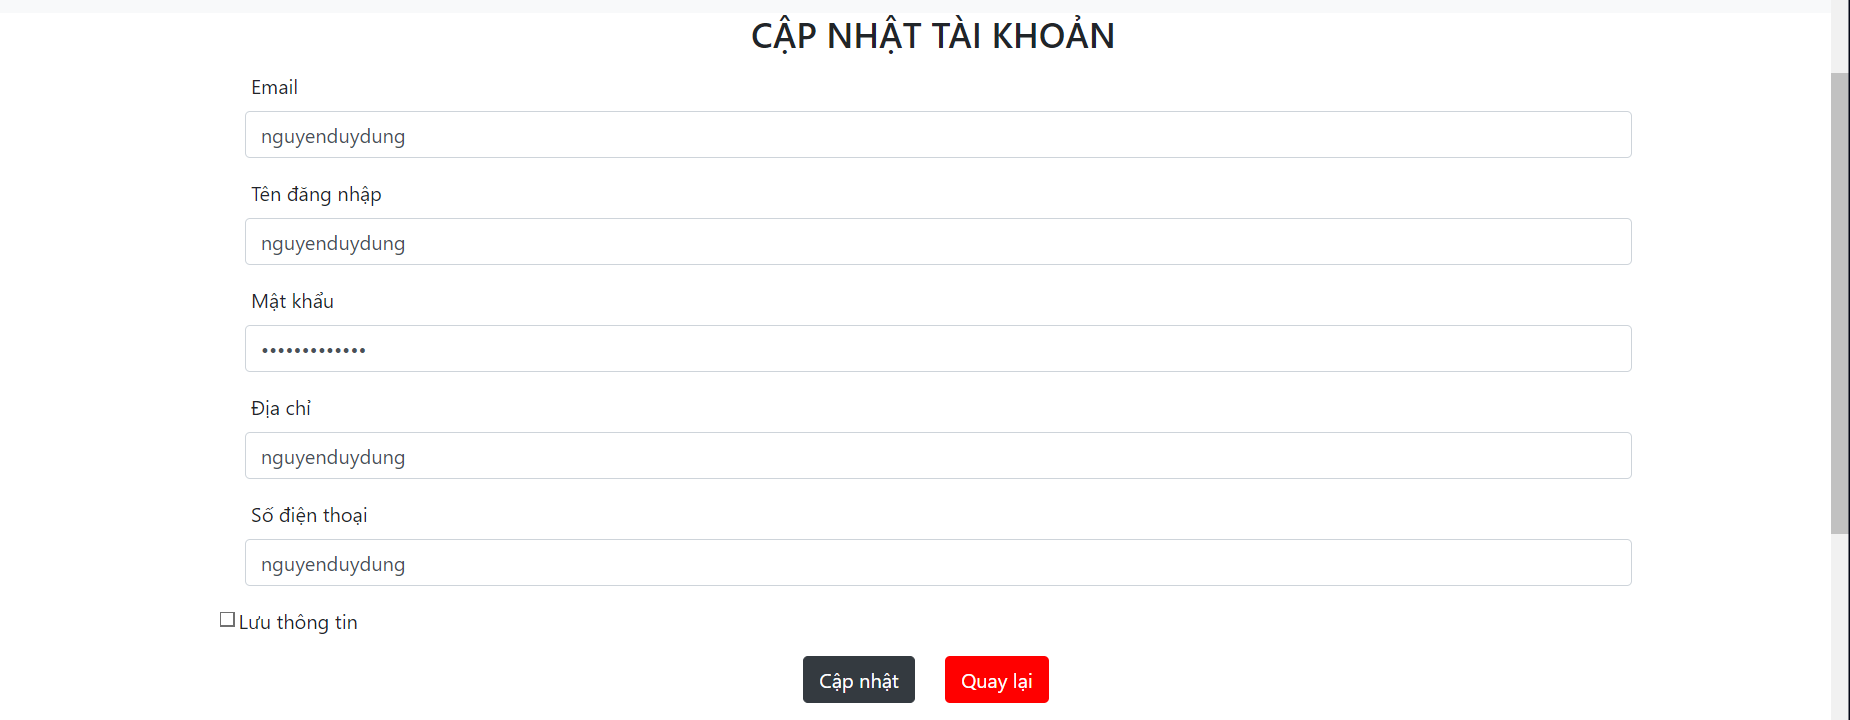 CẬP NHẬT TÀI KHOẢN
Email
nguyenduydung
Tên đăng nhập
nguyenduydung
Mật khẩu
•••••••••••••
Địa chỉ
nguyenduydung
Số điện thoại
nguyenduydung
Lưu thông tin
Cập nhật Quay lại